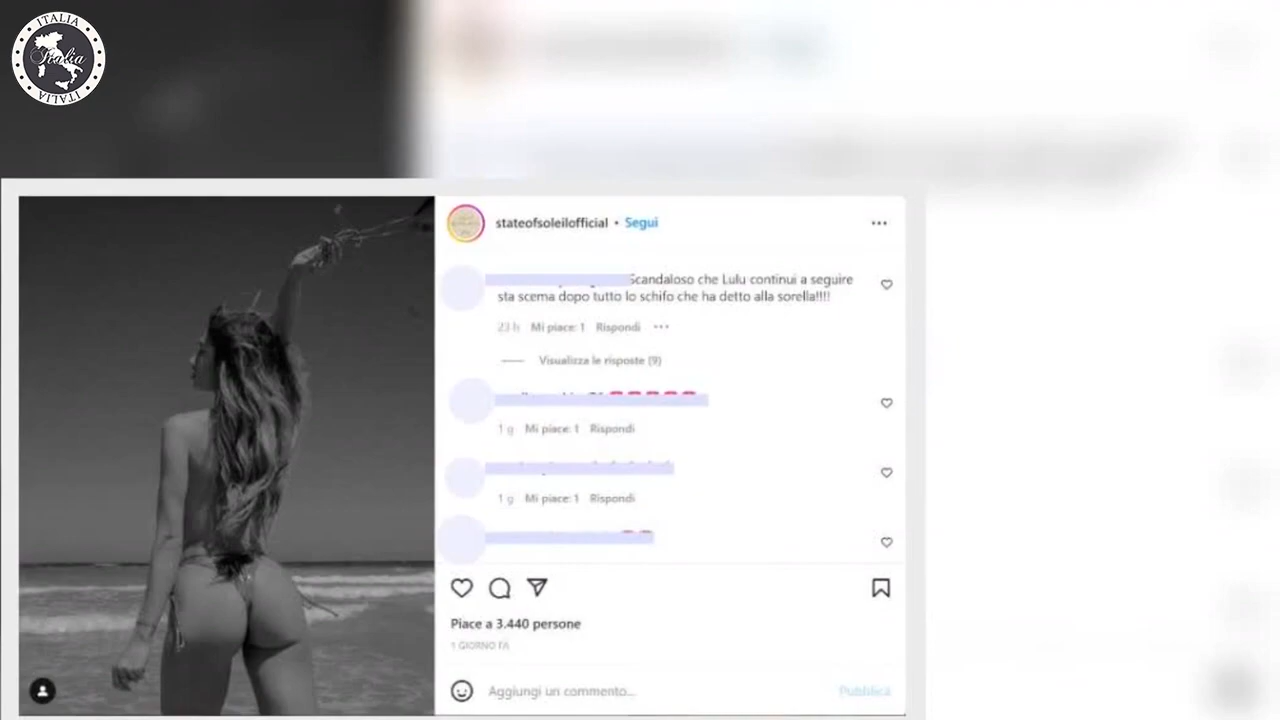 ITALIA
Italia
ITALIA
stateofsoleilofficial • Segui
Scandaloso che Lulu continui a seguire
sta scema dopo tutto lo schifo che ha detto alla sorella!!!!
23 h Mi piace: 1 Rispondi
Visualizza le risposte (9)
1 g Mi piace: 1 Rispondi
1 g Mi piace: 1 Rispondi
Piace a 3.440 persone
1 GIORNO FA
Aggiungi un commento...
Pubblica